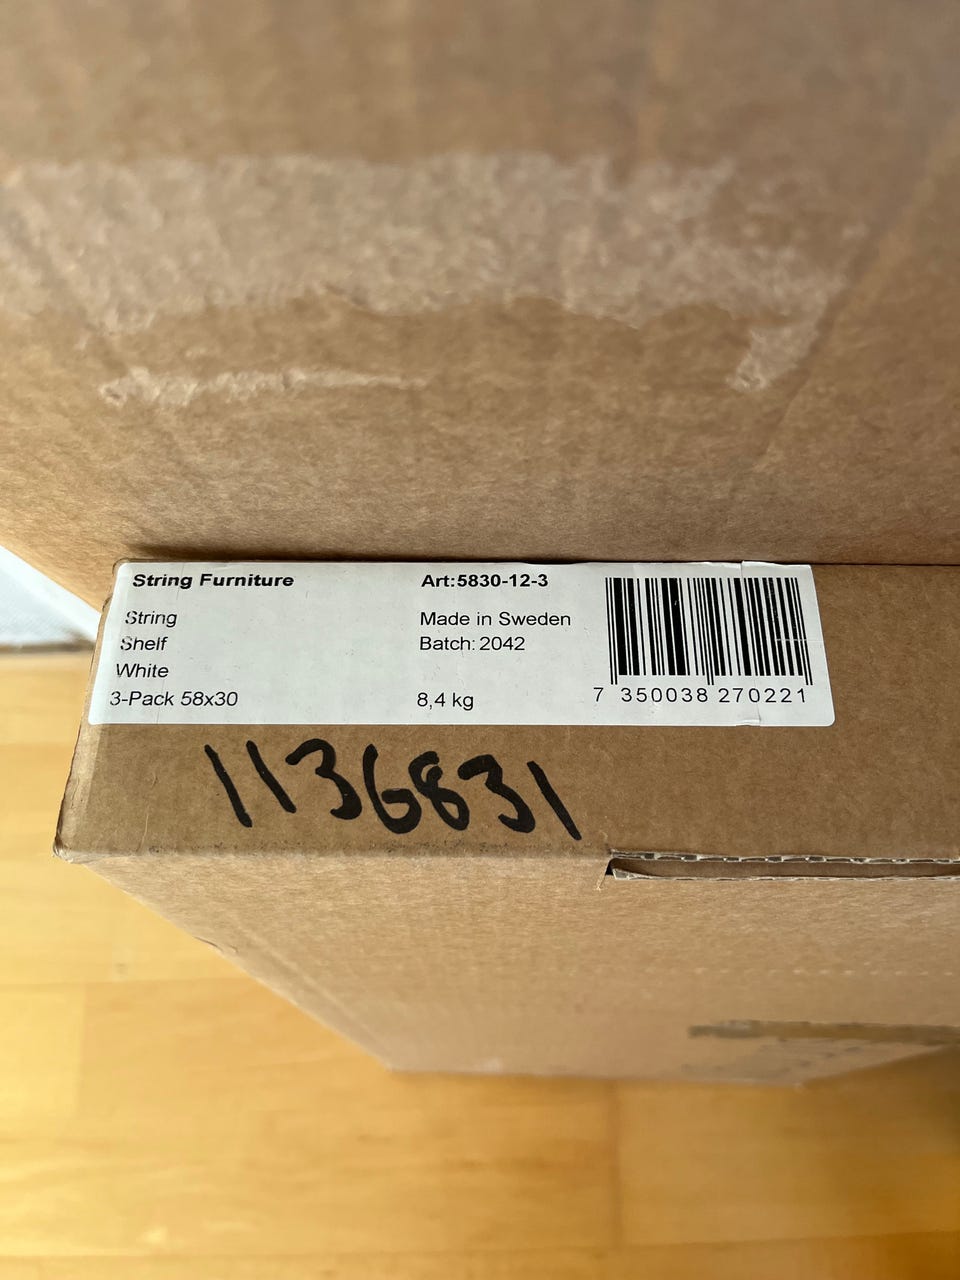 String Furniture
String
Shelf
White
3-Pack 58x30
Art:5830-12-3
Made in Sweden
Batch: 2042
8,4 kg
7 350038 270221
1136831